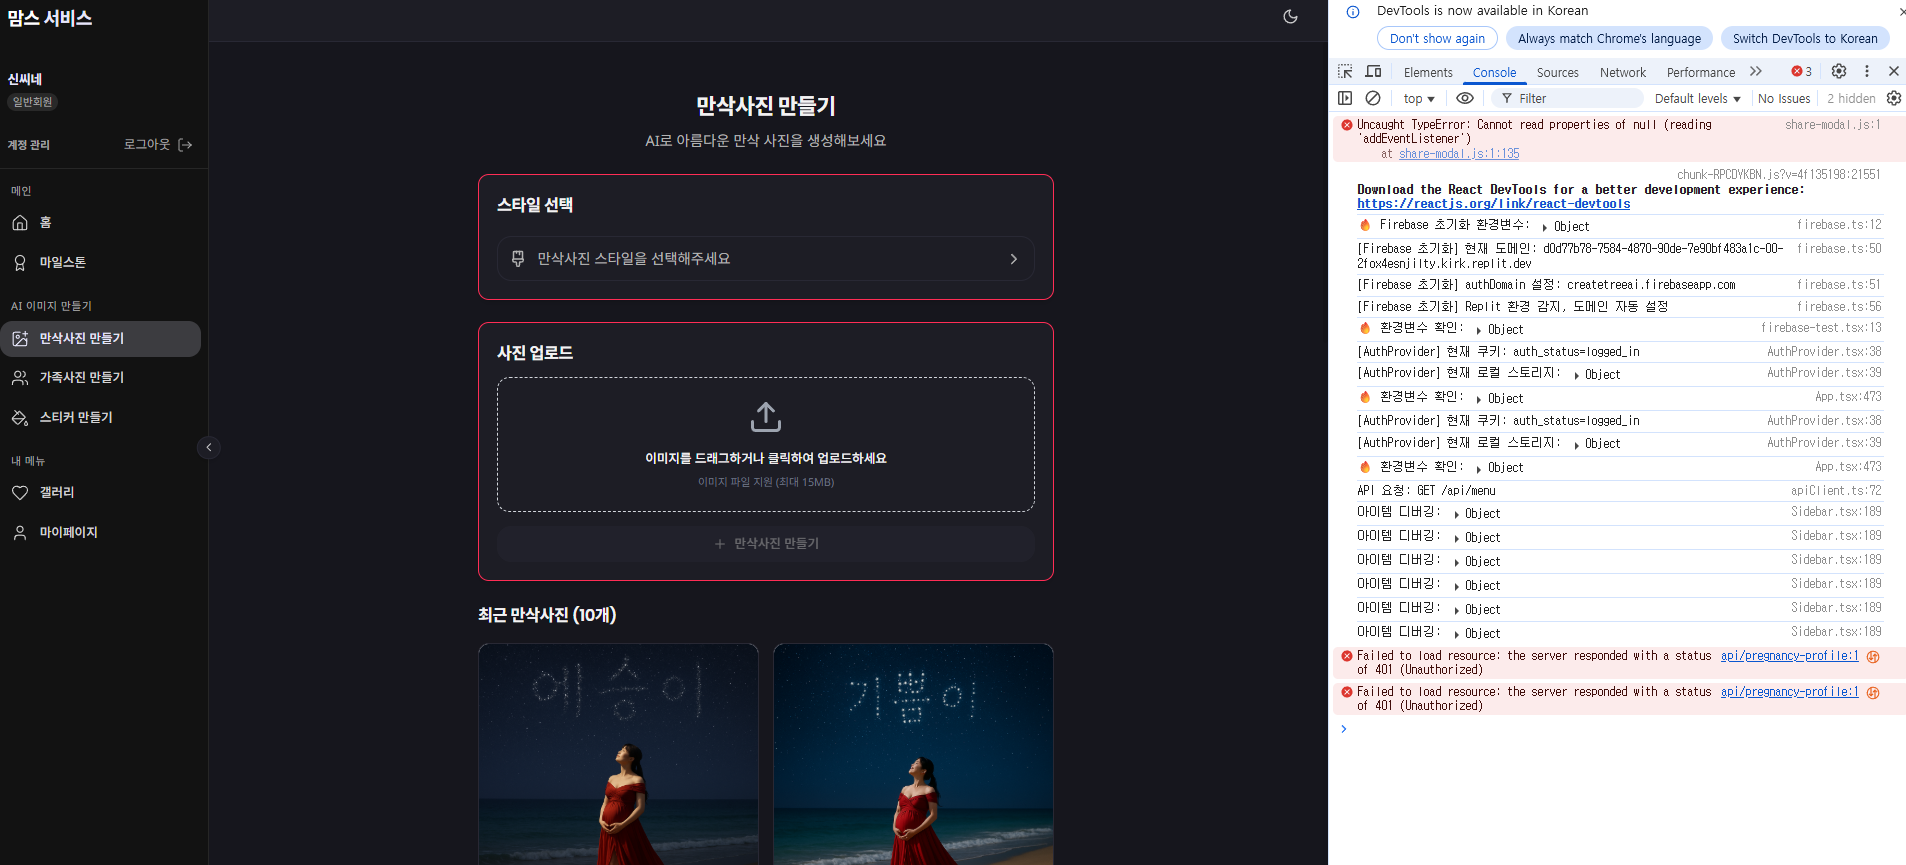 맘스 서비스
신씨네
일반회원
계정 관리
로그아웃
메인
홈
마일스톤
AI 이미지 만들기
만삭사진 만들기
가족사진 만들기
스티커 만들기
내 메뉴
갤러리
마이페이지
만삭사진 만들기
AI로 아름다운 만삭 사진을 생성해보세요
스타일 선택
만삭사진 스타일을 선택해주세요
사진 업로드
이미지를 드래그하거나 클릭하여 업로드하세요
이미지 파일 지원 (최대 15MB)
만삭사진 만들기
최근 만삭사진 (10개)
예승이
기쁨이
DevTools is now available in Korean
Don't show again
Always match Chrome's language
Switch DevTools to Korean
Elements Console Sources Network Performance 3
top Filter Default levels No Issues 2 hidden
Uncaught TypeError: Cannot read properties of null (reading share-modal.js:1
'addEventListener')
at share-modal.js:1:135
chunk-RPCDYKBN.js?v=4f135198:21551
Download the React DevTools for a better development experience:
https://reactjs.org/link/react-devtools
🔥 Firebase 초기화 환경변수: ▶ Object firebase.ts:12
[Firebase 초기화] 현재 도메인: d0d77b78-7584-4870-90de-7e90bf483a1c-00- firebase.ts:50
2fox4esnjilty.kirk.replit.dev
[Firebase 초기화] authDomain 설정: createtreeai.firebaseapp.com firebase.ts:51
[Firebase 초기화] Replit 환경 감지, 도메인 자동 설정 firebase.ts:56
🔥 환경변수 확인: ▶ Object firebase-test.tsx:13
[AuthProvider] 현재 쿠키: auth_status=logged_in AuthProvider.tsx:38
[AuthProvider] 현재 로컬 스토리지: ▶ Object AuthProvider.tsx:39
🔥 환경변수 확인: ▶ Object App.tsx:473
[AuthProvider] 현재 쿠키: auth_status=logged_in AuthProvider.tsx:38
[AuthProvider] 현재 로컬 스토리지: ▶ Object AuthProvider.tsx:39
🔥 환경변수 확인: ▶ Object App.tsx:473
API 요청: GET /api/menu apiClient.ts:72
아이템 디버깅: ▶ Object Sidebar.tsx:189
아이템 디버깅: ▶ Object Sidebar.tsx:189
아이템 디버깅: ▶ Object Sidebar.tsx:189
아이템 디버깅: ▶ Object Sidebar.tsx:189
아이템 디버깅: ▶ Object Sidebar.tsx:189
아이템 디버깅: ▶ Object Sidebar.tsx:189
Failed to load resource: the server responded with a status api/pregnancy-profile:1
of 401 (Unauthorized)
Failed to load resource: the server responded with a status api/pregnancy-profile:1
of 401 (Unauthorized)